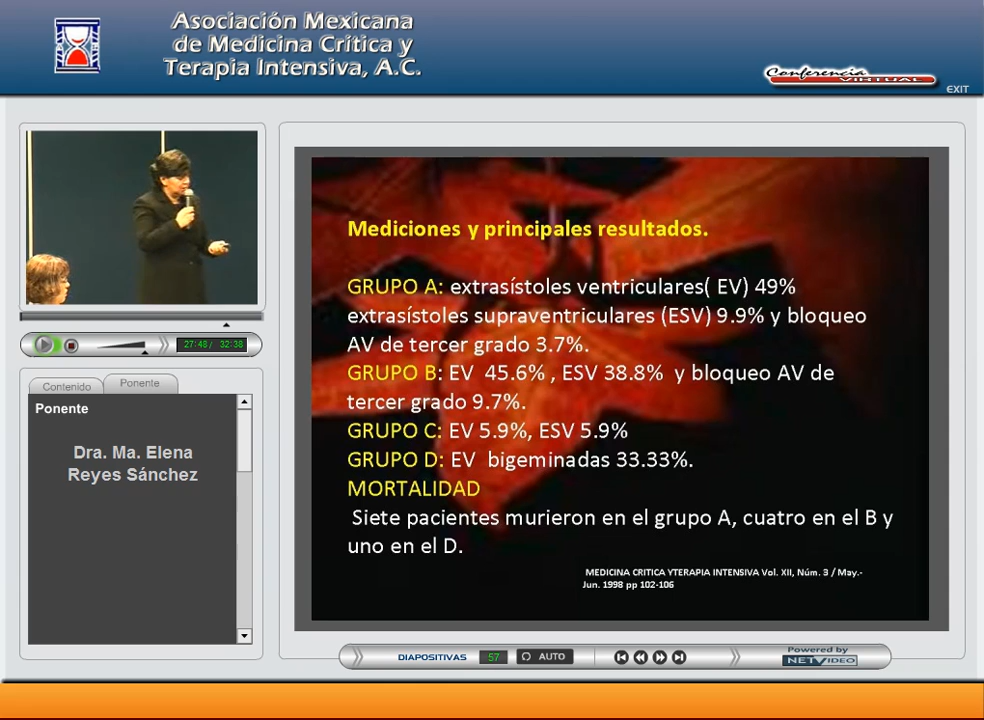 Asociación Mexicana
de Medicina Crítica y
Terapia Intensiva, A.C.
Conferencia
VIRTUAL
EXIT
27:48 / 32:38
Contenido
Ponente
Ponente
Dra. Ma. Elena
Reyes Sánchez
Mediciones y principales resultados.
GRUPO A: extrasístoles ventriculares( EV) 49%
extrasístoles supraventriculares (ESV) 9.9% y bloqueo
AV de tercer grado 3.7%.
GRUPO B: EV 45.6% , ESV 38.8% y bloqueo AV de
tercer grado 9.7%.
GRUPO C: EV 5.9%, ESV 5.9%
GRUPO D: EV bigeminadas 33.33%.
MORTALIDAD
Siete pacientes murieron en el grupo A, cuatro en el B y
uno en el D.
MEDICINA CRITICA YTERAPIA INTENSIVA Vol. XII, Núm. 3 / May.-
Jun. 1998 pp 102-106
DIAPOSITIVAS 57 AUTO
Powered by
NETVIDEO